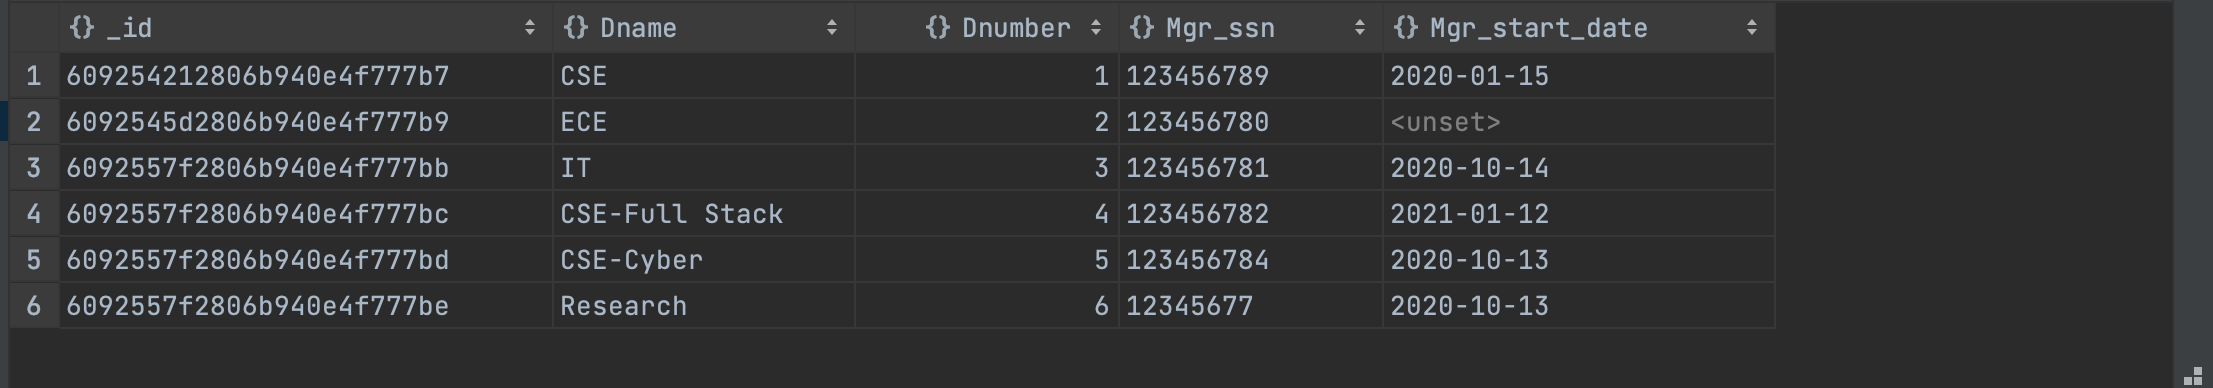 {} _id {} Dname {} Dnumber {} Mgr_ssn {} Mgr_start_date
1 609254212806b940e4f777b7 CSE 1 123456789 2020-01-15
2 6092545d2806b940e4f777b9 ECE 2 123456780 <unset>
3 6092557f2806b940e4f777bb IT 3 123456781 2020-10-14
4 6092557f2806b940e4f777bc CSE-Full Stack 4 123456782 2021-01-12
5 6092557f2806b940e4f777bd CSE-Cyber 5 123456784 2020-10-13
6 6092557f2806b940e4f777be Research 6 12345677 2020-10-13